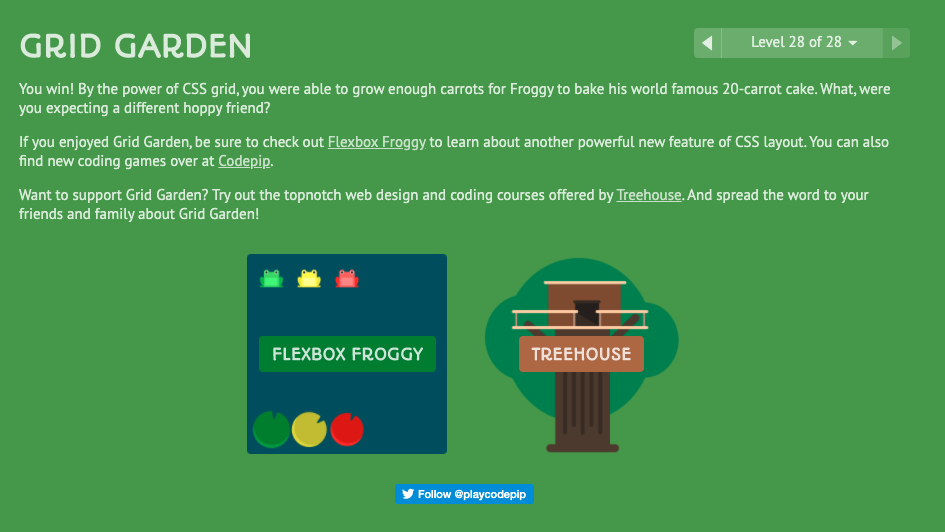 GRID GARDEN
Level 28 of 28
You win! By the power of CSS grid, you were able to grow enough carrots for Froggy to bake his world famous 20-carrot cake. What, were
you expecting a different hoppy friend?
If you enjoyed Grid Garden, be sure to check out Flexbox Froggy to learn about another powerful new feature of CSS layout. You can also
find new coding games over at Codepip.
Want to support Grid Garden? Try out the topnotch web design and coding courses offered by Treehouse. And spread the word to your
friends and family about Grid Garden!
FLEXBOX FROGGY
TREEHOUSE
Follow @playcodepip